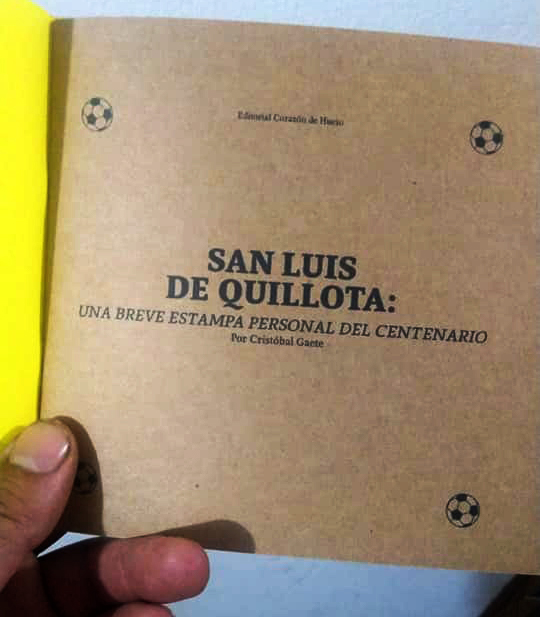 Editorial Corazón de Hueso
SAN LUIS
DE QUILLOTA:
UNA BREVE ESTAMPA PERSONAL DEL CENTENARIO
Por Cristóbal Gaete